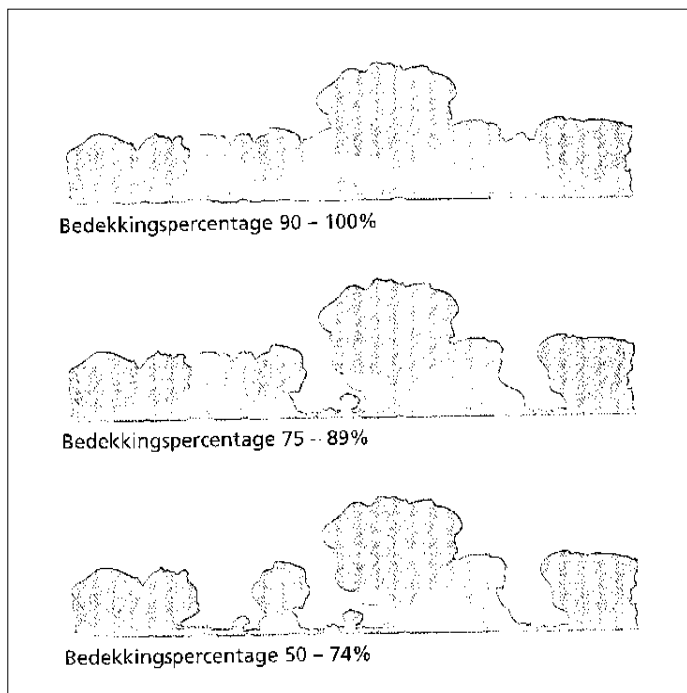 Bedekkingspercentage 90 – 100%
Bedekkingspercentage 75 – 89%
Bedekkingspercentage 50 – 74%